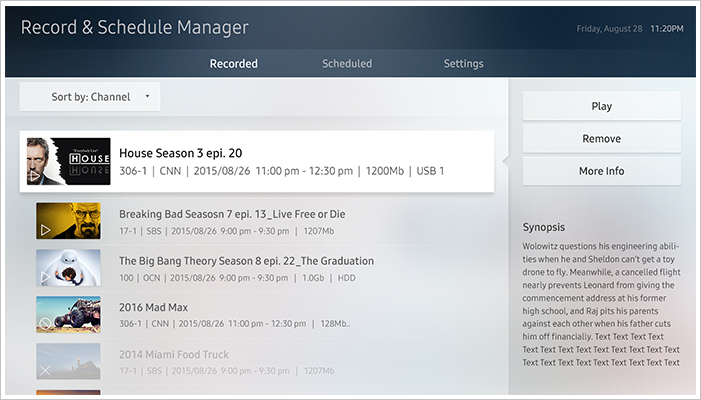 Record & Schedule Manager
Friday, August 28 11:20PM
Recorded Scheduled Settings
Sort by: Channel
Play
Remove
More Info
"Everybody Lies"
HOUSE
House Season 3 epi. 20
306-1 | CNN | 2015/08/26 11:00 pm - 12:30 pm | 1200Mb | USB 1
Breaking Bad Seasosn 7 epi. 13_Live Free or Die
17-1 | SBS | 2015/08/26 9:00 pm - 9:30 pm | 1207Mb
The Big Bang Theory Season 8 epi. 22_The Graduation
100 | OCN | 2015/08/26 9:00 pm - 9:30 pm | 1.0Gb | HDD
2016 Mad Max
306-1 | CNN | 2015/08/26 11:00 pm - 12:30 pm | 128Mb..
2014 Miami Food Truck
17-1 | SBS | 2015/08/26 9:00 pm - 9:30 pm | 1207Mb
Synopsis
Wolowitz questions his engineering abili-
ties when he and Sheldon can't get a toy
drone to fly. Meanwhile, a cancelled flight
nearly prevents Leonard from giving the
commencement address at his former
high school, and Raj pits his parents
against each other when his father cuts
him off financially. Text Text Text Text
Text Text Text Text Text Text Text Text
Text Text Text Text Text Text Text Text